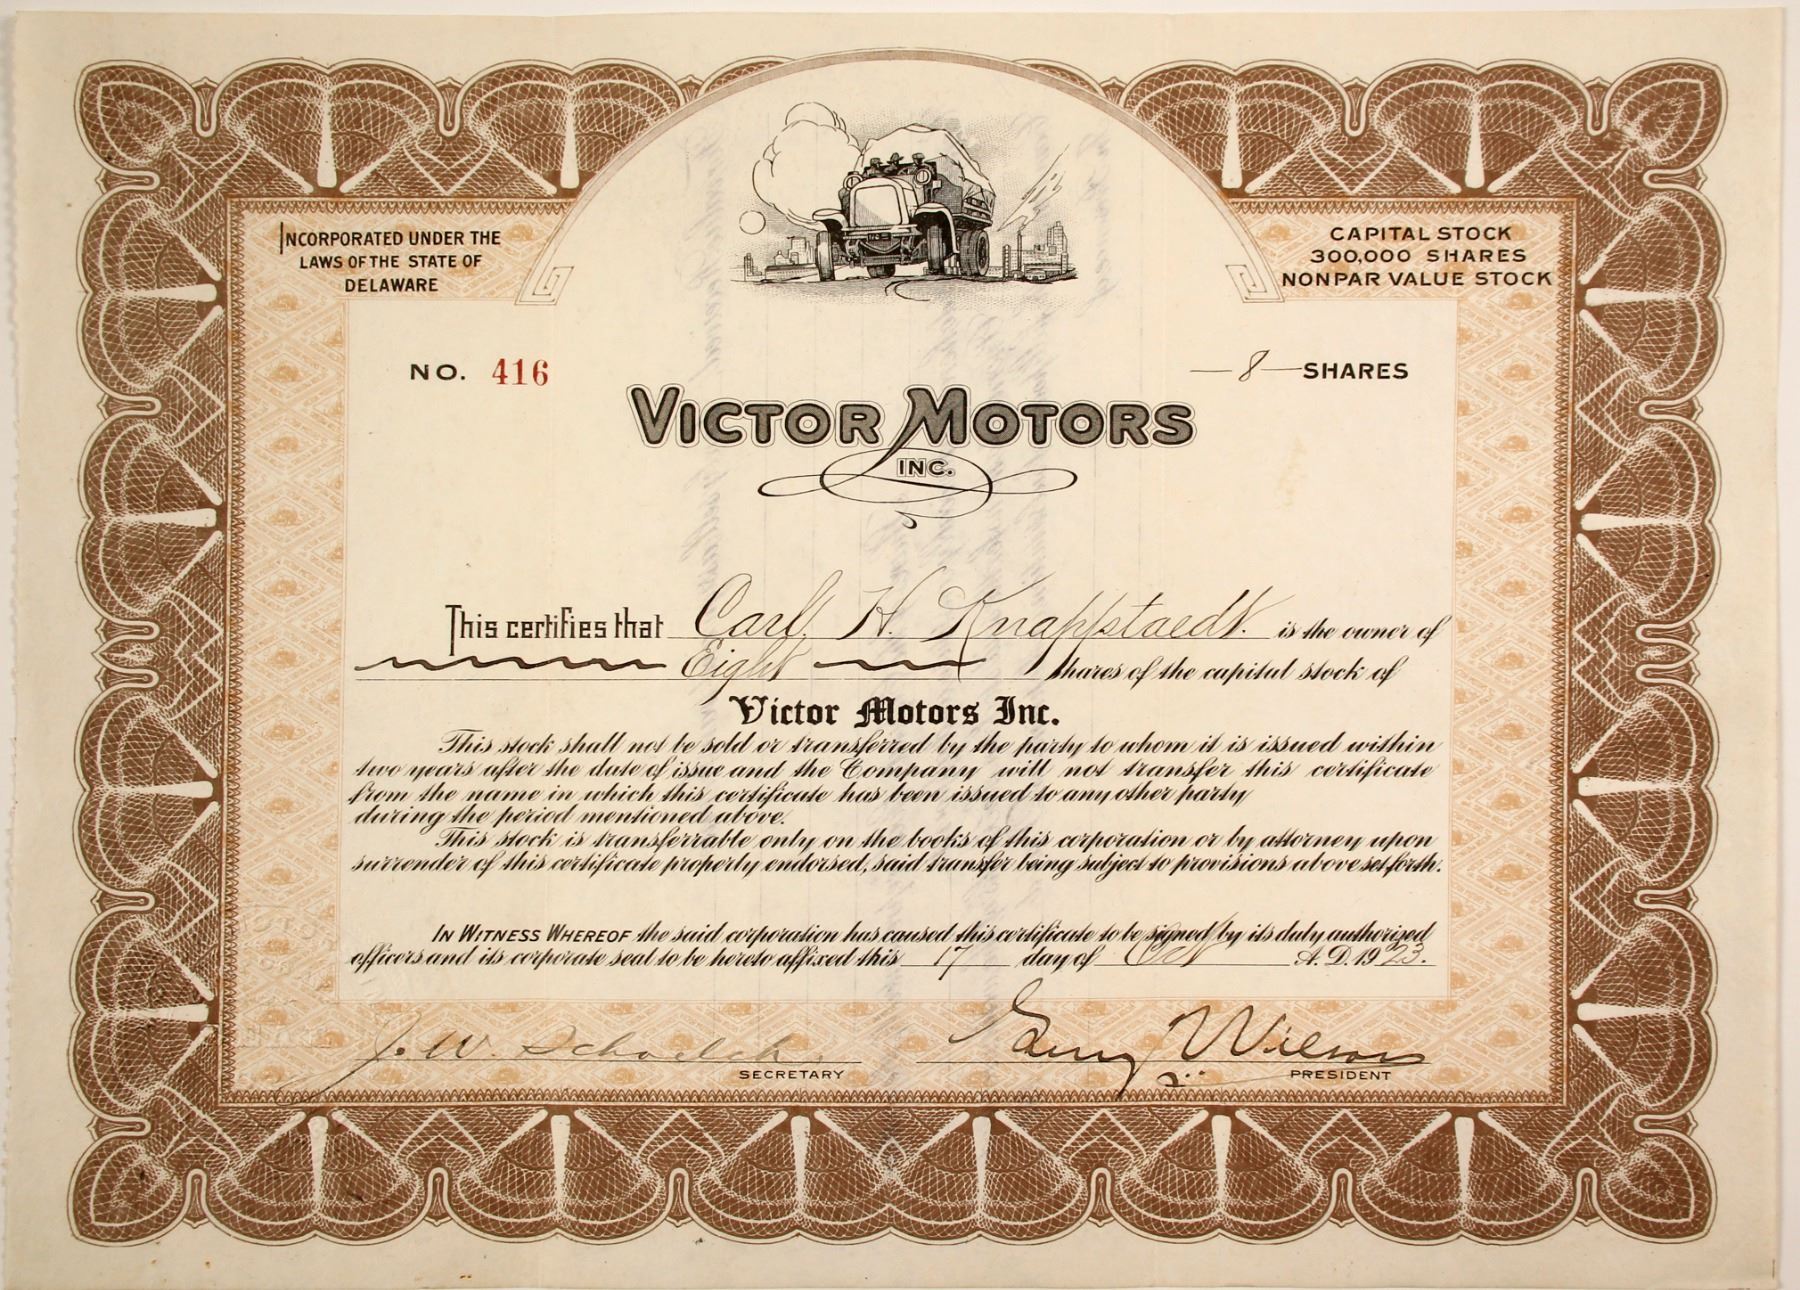 INCORPORATED UNDER THE
LAWS OF THE STATE OF
DELAWARE
CAPITAL STOCK
300,000 SHARES
NONPAR VALUE STOCK
NO. 416
—8—SHARES
VICTOR MOTORS
INC.
This certifies that Carl H. Knappstaedt. is the owner of
Eight shares of the capital stock of
Victor Motors Inc.
This stock shall not be sold or transferred by the party to whom it is issued within
two years after the date of issue and the Company will not transfer this certificate
from the name in which this certificate has been issued to any other party
during the period mentioned above.
This stock is transferrable only on the books of this corporation or by attorney upon
surrender of this certificate properly endorsed, said transfer being subject to provisions above set forth.
IN WITNESS WHEREOF the said corporation has caused this certificate to be signed by its duly authorized
officers and its corporate seal to be hereto affixed this 17 day of Oct A.D. 1923.
J. W. Wilson
SECRETARY
PRESIDENT